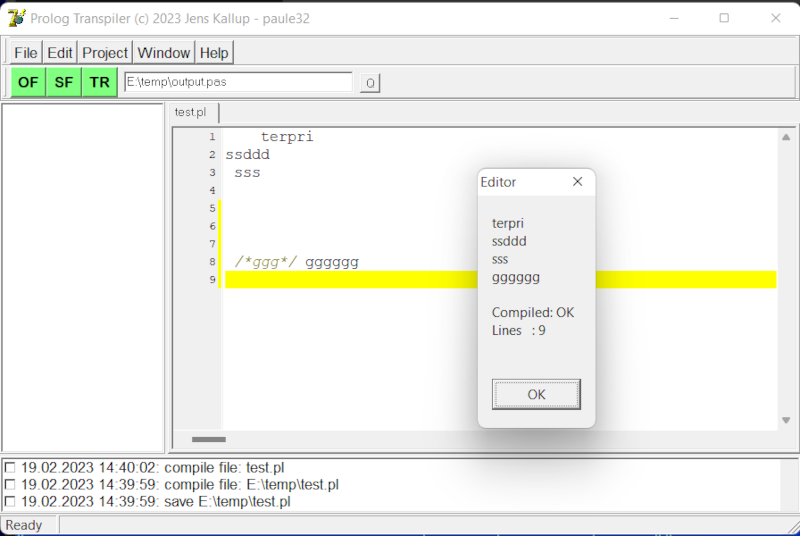 Prolog Transpiler (c) 2023 Jens Kallup - paule32
File Edit Project Window Help
OF SF TR E:\temp\output.pas Q
test.pl
1 terpri
2 ssddd
3 sss
4
5
6
7
8 /*ggg*/ gggggg
9
Editor
terpri
ssddd
sss
gggggg
Compiled: OK
Lines : 9
OK
19.02.2023 14:40:02: compile file: test.pl
19.02.2023 14:39:59: compile file: E:\temp\test.pl
19.02.2023 14:39:59: save E:\temp\test.pl
Ready